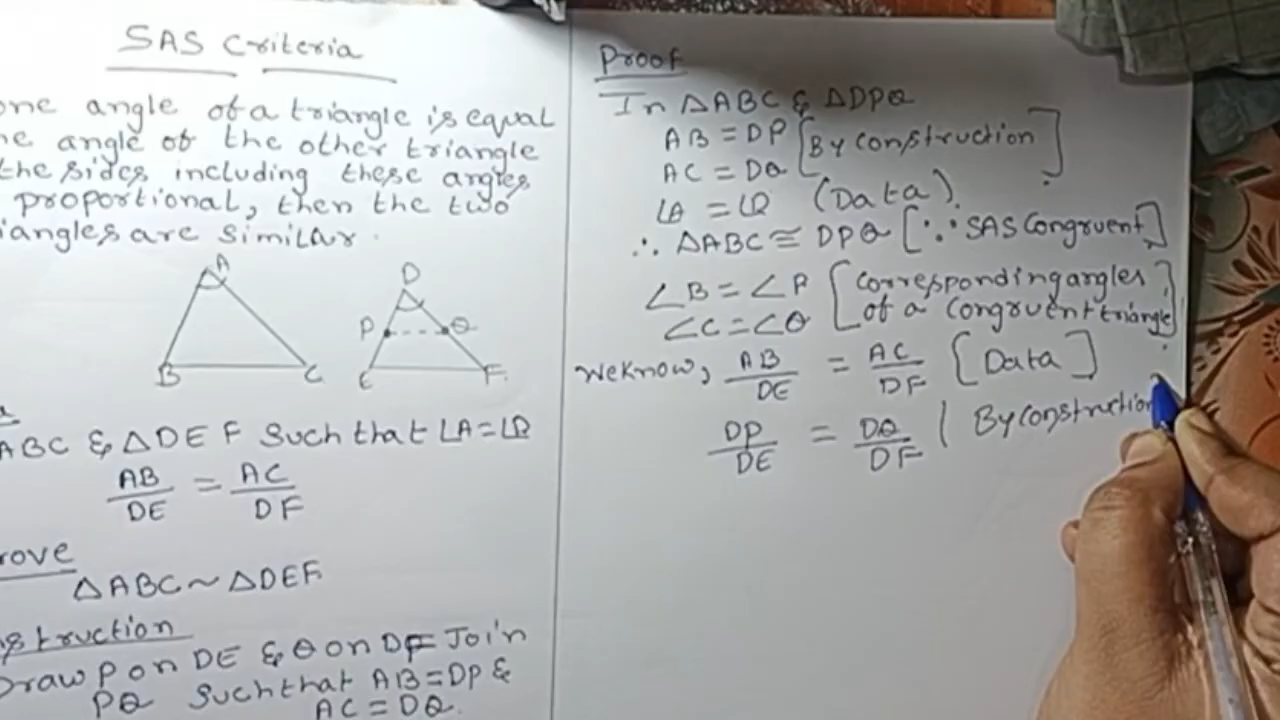 SAS Criteria
one angle of a triangle is equal
angle of the other triangle
the sides including these angles
proportional, then the two
are similar.
A
B
C
D
P
Q
E
F
ABC & ΔDEF such that ∠A = ∠D
AB/DE = AC/DF
ΔABC ~ ΔDEF
Draw P on DE & Q on DF Join
PQ such that AB = DP &
AC = DQ.
Proof
In ΔABC & ΔDPQ
AB = DP [By construction]
AC = DQ
∠A = ∠D (Data)
∴ ΔABC ≅ DPQ [∵ SAS Congruent]
∠B = ∠P [Corresponding angles
∠C = ∠Q of a Congruent triangle]
We know, AB/DE = AC/DF [Data]
DP/DE = DQ/DF ( By construction